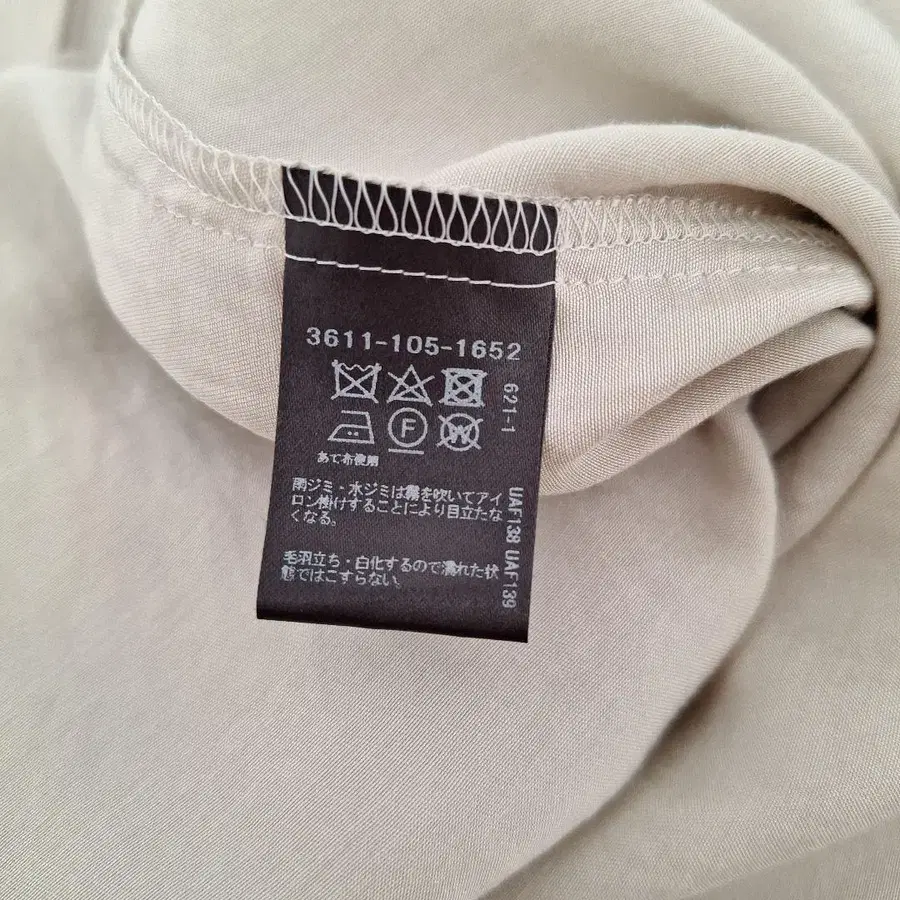 3611-105-1652
F
W
あて布使用
雨ジミ・水ジミは霧を吹いてアイ
ロン掛けすることにより目立たな
くなる。
毛羽立ち・白化するので濡れた状
態ではこすらない。
621-1
UAF138 UAF139